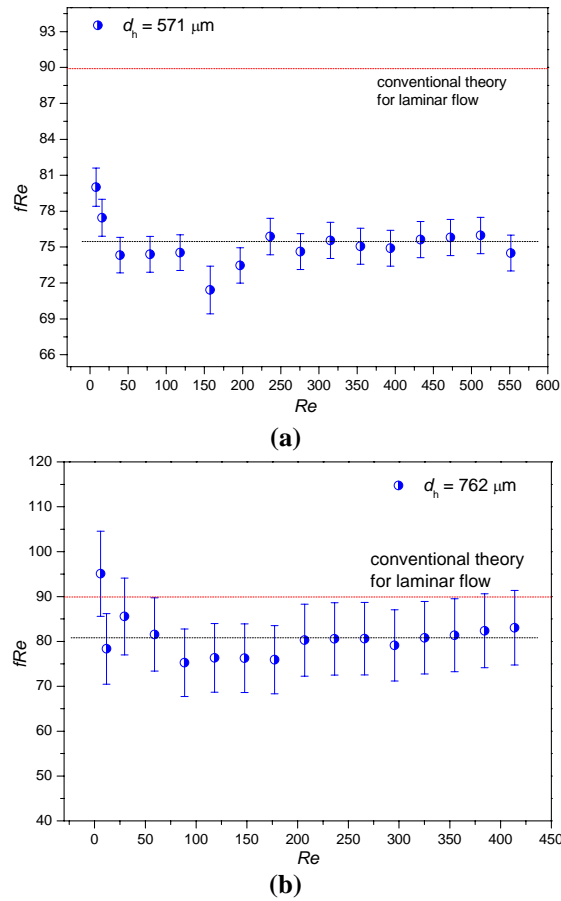 93
90
87
84
81
78
75
72
69
66
fRe
d_h = 571 μm
conventional theory
for laminar flow
0 50 100 150 200 250 300 350 400 450 500 550 600
Re
(a)
120
110
100
90
80
70
60
50
40
fRe
d_h = 762 μm
conventional theory
for laminar flow
0 50 100 150 200 250 300 350 400 450
Re
(b)